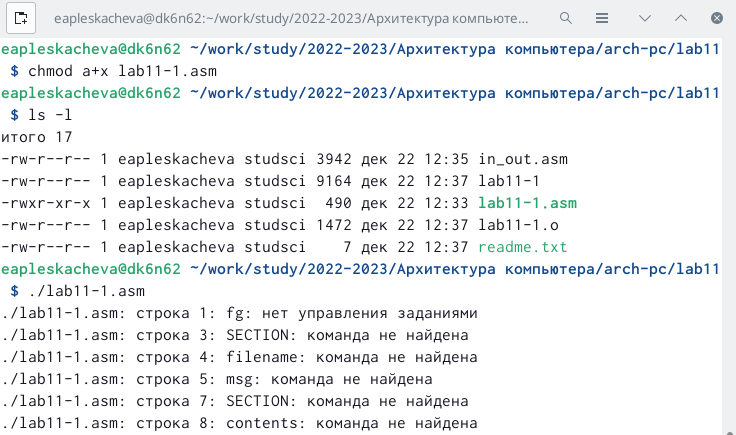 eapleskacheva@dk6n62:~/work/study/2022-2023/Архитектура компьюте...
eapleskacheva@dk6n62 ~/work/study/2022-2023/Архитектура компьютера/arch-pc/lab11
$ chmod a+x lab11-1.asm
eapleskacheva@dk6n62 ~/work/study/2022-2023/Архитектура компьютера/arch-pc/lab11
$ ls -l
итого 17
-rw-r--r-- 1 eapleskacheva studsci 3942 дек 22 12:35 in_out.asm
-rw-r--r-- 1 eapleskacheva studsci 9164 дек 22 12:37 lab11-1
-rwxr-xr-x 1 eapleskacheva studsci 490 дек 22 12:33 lab11-1.asm
-rw-r--r-- 1 eapleskacheva studsci 1472 дек 22 12:37 lab11-1.o
-rw-r--r-- 1 eapleskacheva studsci 7 дек 22 12:37 readme.txt
eapleskacheva@dk6n62 ~/work/study/2022-2023/Архитектура компьютера/arch-pc/lab11
$ ./lab11-1.asm
./lab11-1.asm: строка 1: fg: нет управления заданиями
./lab11-1.asm: строка 3: SECTION: команда не найдена
./lab11-1.asm: строка 4: filename: команда не найдена
./lab11-1.asm: строка 5: msg: команда не найдена
./lab11-1.asm: строка 7: SECTION: команда не найдена
./lab11-1.asm: строка 8: contents: команда не найдена